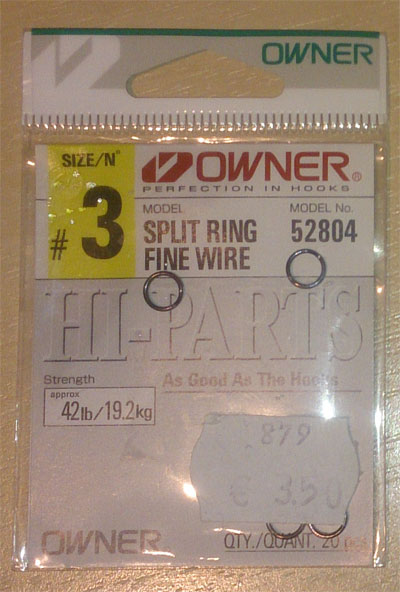 OWNER
SIZE/N°
#3
OWNER®
PERFECTION IN HOOKS
MODEL
SPLIT RING
FINE WIRE
MODEL No.
52804
HI-PARTS
Strength
approx
42lb/19.2kg
As Good As The Hooks
879
€ 3.50
OWNER
QTY./QUANT. 20 pcs